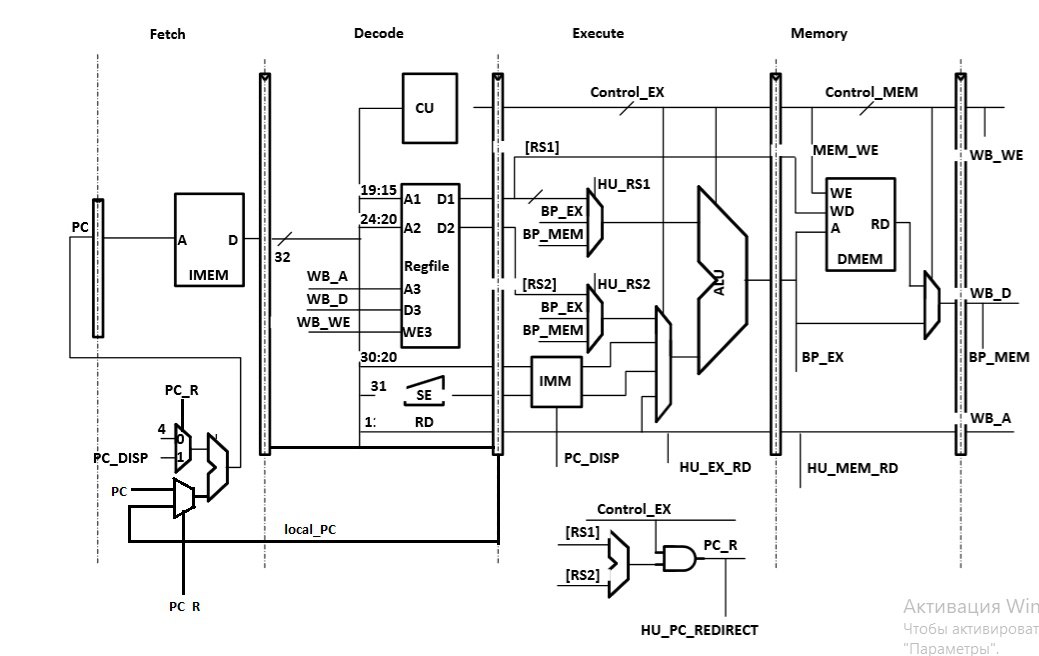 Fetch
Decode
Execute
Memory
CU
Control_EX
Control_MEM
[RS1]
MEM_WE
WB_WE
19:15
A1
D1
HU_RS1
WE
24:20
A2
D2
BP_EX
WD
PC
BP_MEM
A
RD
A
D
32
IMEM
Regfile
DMEM
WB_A
A3
[RS2]
HU_RS2
ALU
WB_D
WB_D
D3
BP_EX
WB_WE
WE3
BP_MEM
30:20
BP_EX
BP_MEM
31
SE
IMM
PC_R
1:
RD
WB_A
4
0
PC_DISP
1
PC_DISP
HU_EX_RD
HU_MEM_RD
PC
local_PC
Control_EX
[RS1]
PC_R
[RS2]
PC R
HU_PC_REDIRECT
Активация Win
Чтобы активироват
"Параметры".